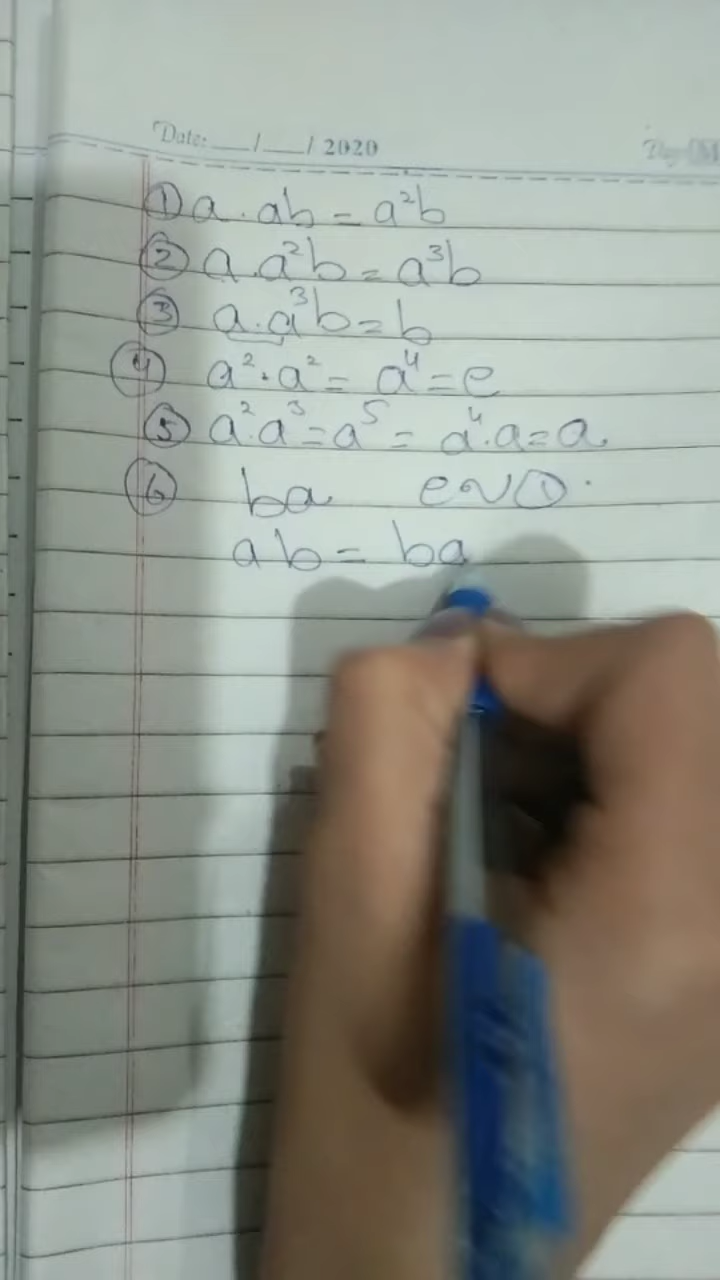 Date: ___/___/ 2020
① a . ab = a²b
② a . a²b = a³b
③ a . a³b = b
④ a² . a² = a⁴ = e
⑤ a² . a³ = a⁵ = a⁴ . a = a
⑥ ba
ab = ba